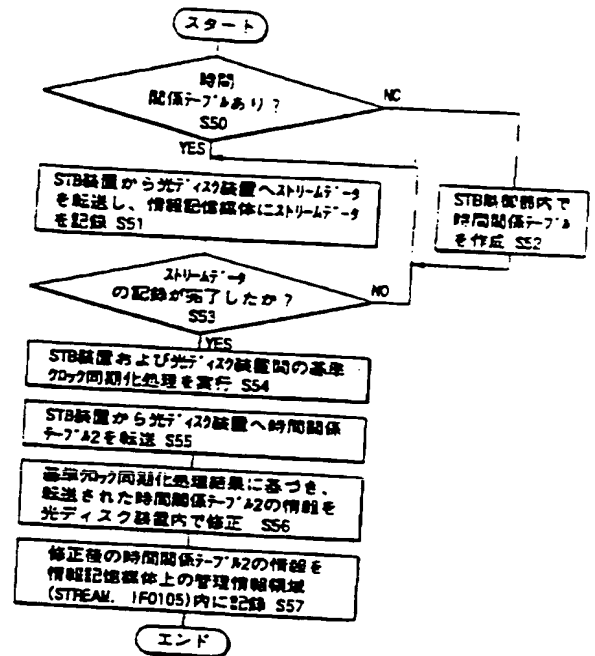 スタート
時間
関係テーブルあり?
S50
NO
YES
STB装置から光ディスク装置へストリームデータ
を転送し、情報記憶媒体にストリームデータ
を記録 S51
STB制御部内で
時間関係テーブル
を作成 S52
ストリームデータ
の記録が完了したか?
S53
NO
YES
STB装置および光ディスク装置間の基準
クロック同期化処理を実行 S54
STB装置から光ディスク装置へ時間関係
テーブル2を転送 S55
基準クロック同期化処理結果に基づき、
転送された時間関係テーブル2の情報を
光ディスク装置内で修正 S56
修正後の時間関係テーブル2の情報を
情報記憶媒体上の管理情報領域
(STREAM. IFO105)内に記録 S57
エンド